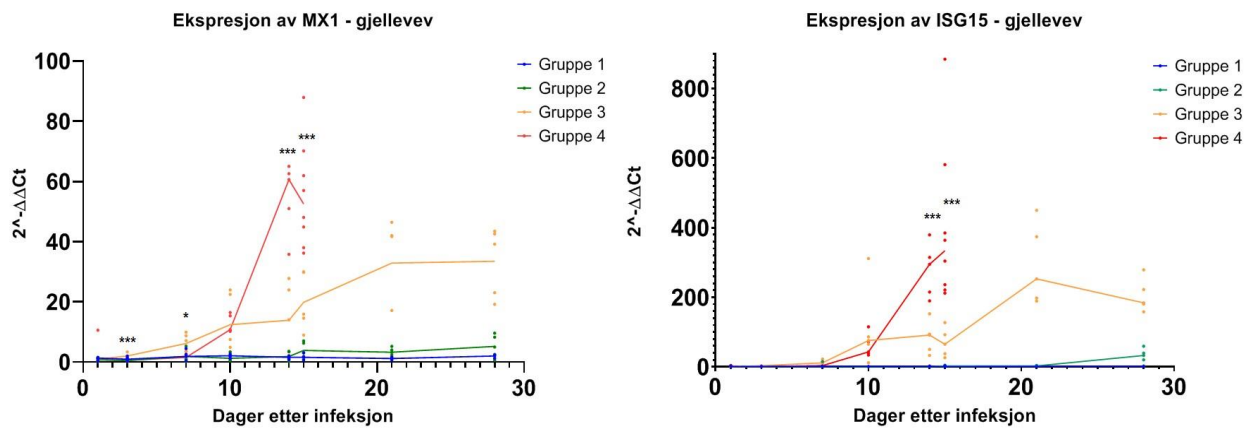 Ekspresjon av MX1 - gjellevev
100
80
60
40
20
0
2^-ΔΔCt
***
*
***
***
0
10
20
30
Dager etter infeksjon
Gruppe 1
Gruppe 2
Gruppe 3
Gruppe 4
Ekspresjon av ISG15 - gjellevev
800
600
400
200
0
2^-ΔΔCt
***
***
0
10
20
30
Dager etter infeksjon
Gruppe 1
Gruppe 2
Gruppe 3
Gruppe 4